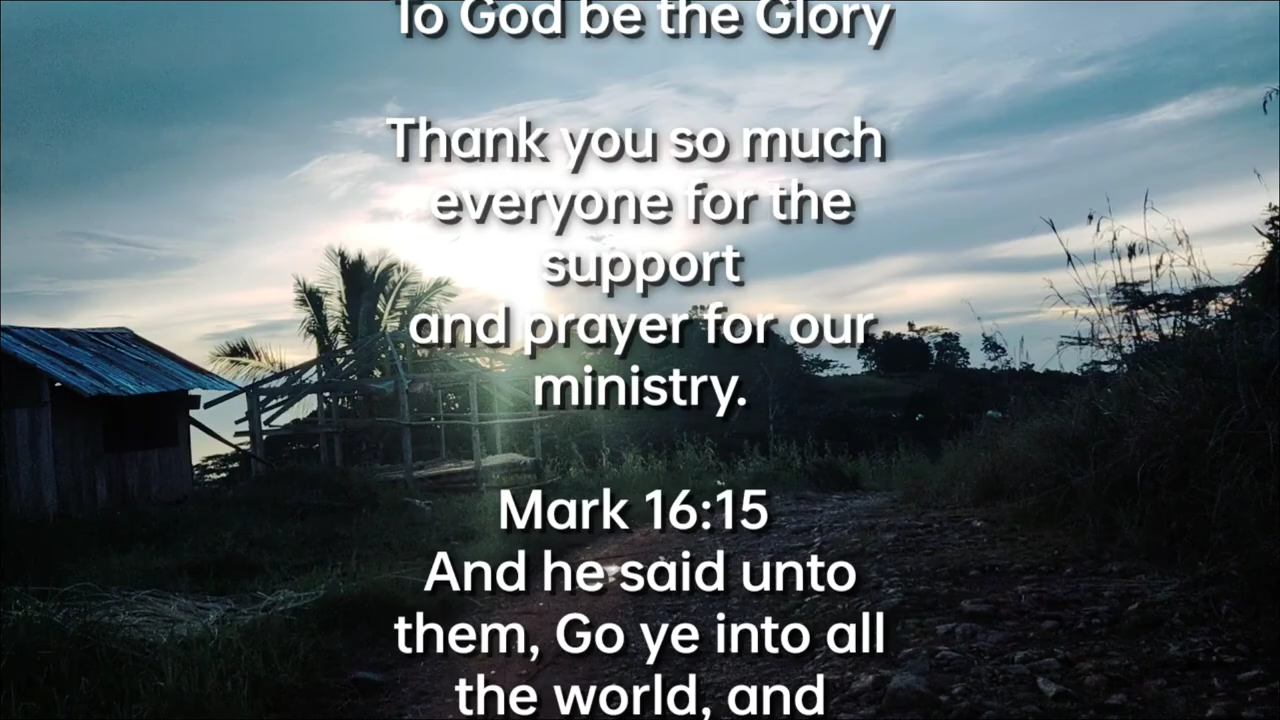 To God be the Glory
Thank you so much
everyone for the
support
and prayer for our
ministry.
Mark 16:15
And he said unto
them, Go ye into all
the world, and